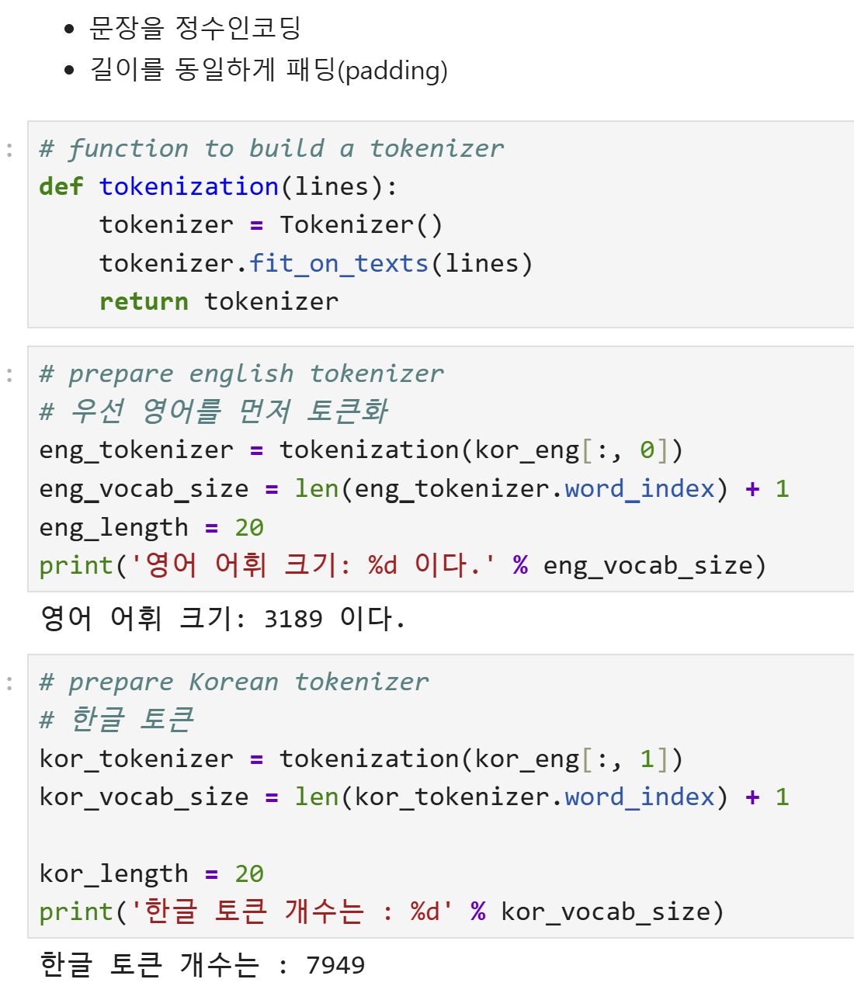 • 문장을 정수인코딩
• 길이를 동일하게 패딩(padding)
: # function to build a tokenizer
def tokenization(lines):
    tokenizer = Tokenizer()
    tokenizer.fit_on_texts(lines)
    return tokenizer
: # prepare english tokenizer
# 우선 영어를 먼저 토큰화
eng_tokenizer = tokenization(kor_eng[:, 0])
eng_vocab_size = len(eng_tokenizer.word_index) + 1
eng_length = 20
print('영어 어휘 크기: %d 이다.' % eng_vocab_size)
영어 어휘 크기: 3189 이다.
: # prepare Korean tokenizer
# 한글 토큰
kor_tokenizer = tokenization(kor_eng[:, 1])
kor_vocab_size = len(kor_tokenizer.word_index) + 1
kor_length = 20
print('한글 토큰 개수는 : %d' % kor_vocab_size)
한글 토큰 개수는 : 7949